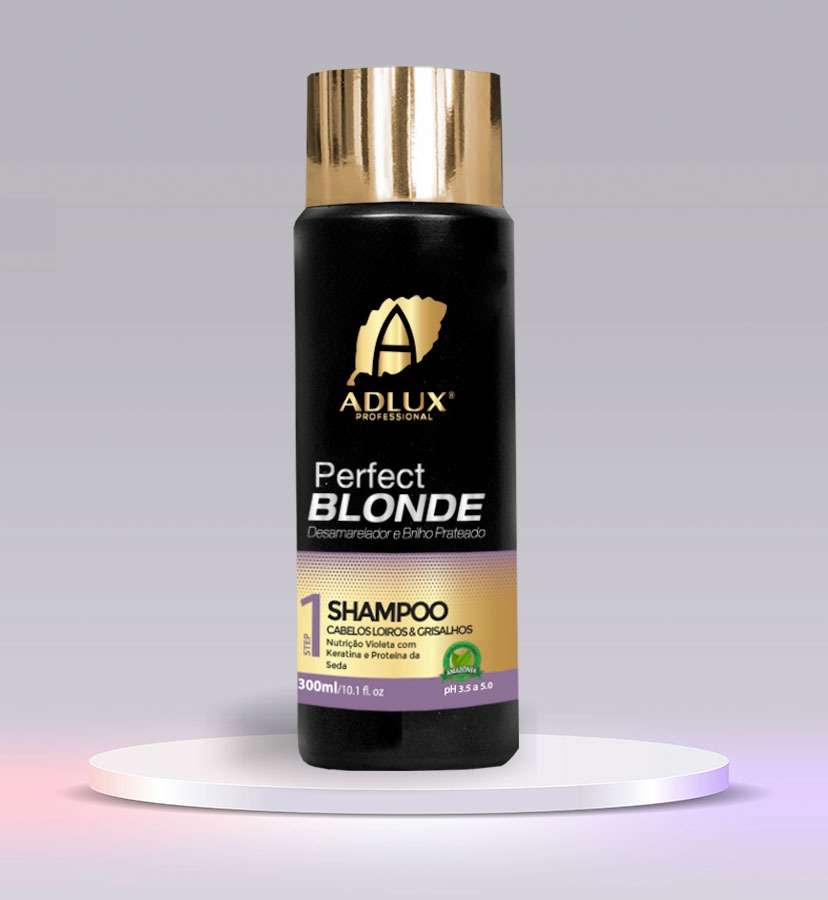 A
ADLUX®
PROFESSIONAL
Perfect
BLONDE
Desamarelador e Brilho Prateado
STEP 1
SHAMPOO
CABELOS LOIROS & GRISALHOS
Nutrição Violeta com
Keratina e Proteína da
Seda
AMAZÔNIA
300ml/10.1 fl. oz
pH 3.5 a 5.0